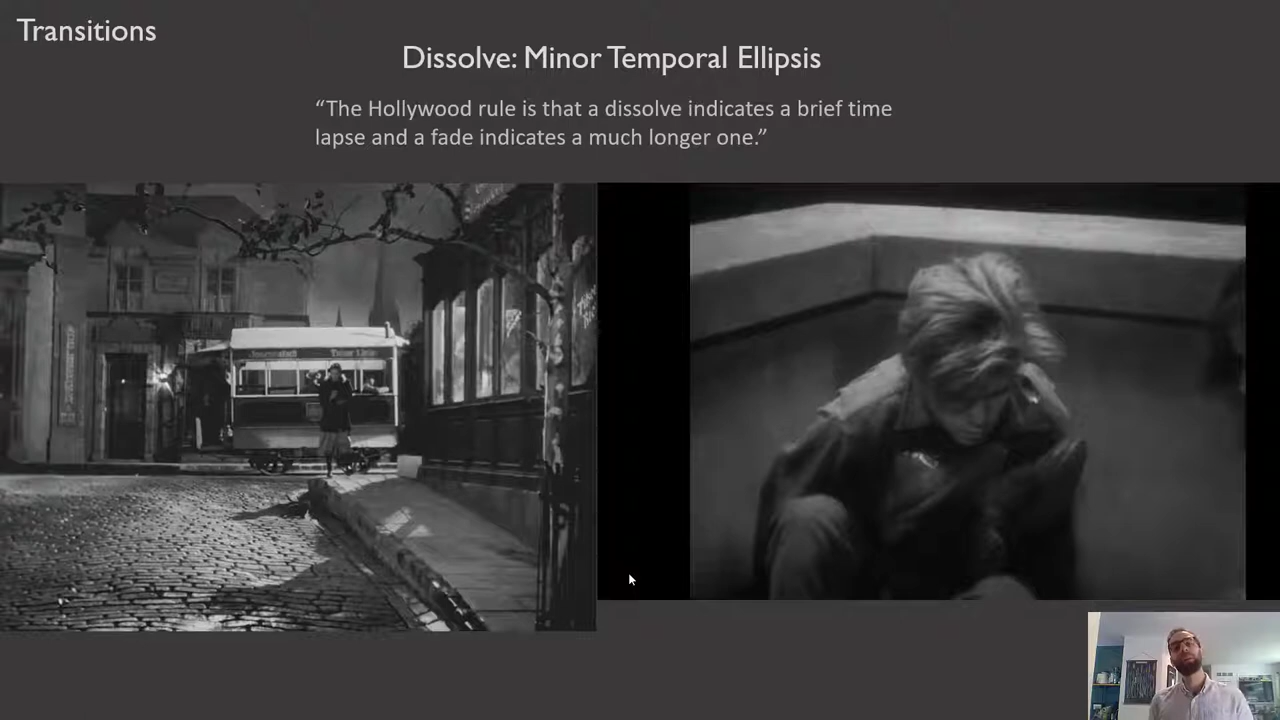 Transitions
Dissolve: Minor Temporal Ellipsis
“The Hollywood rule is that a dissolve indicates a brief time
lapse and a fade indicates a much longer one.”